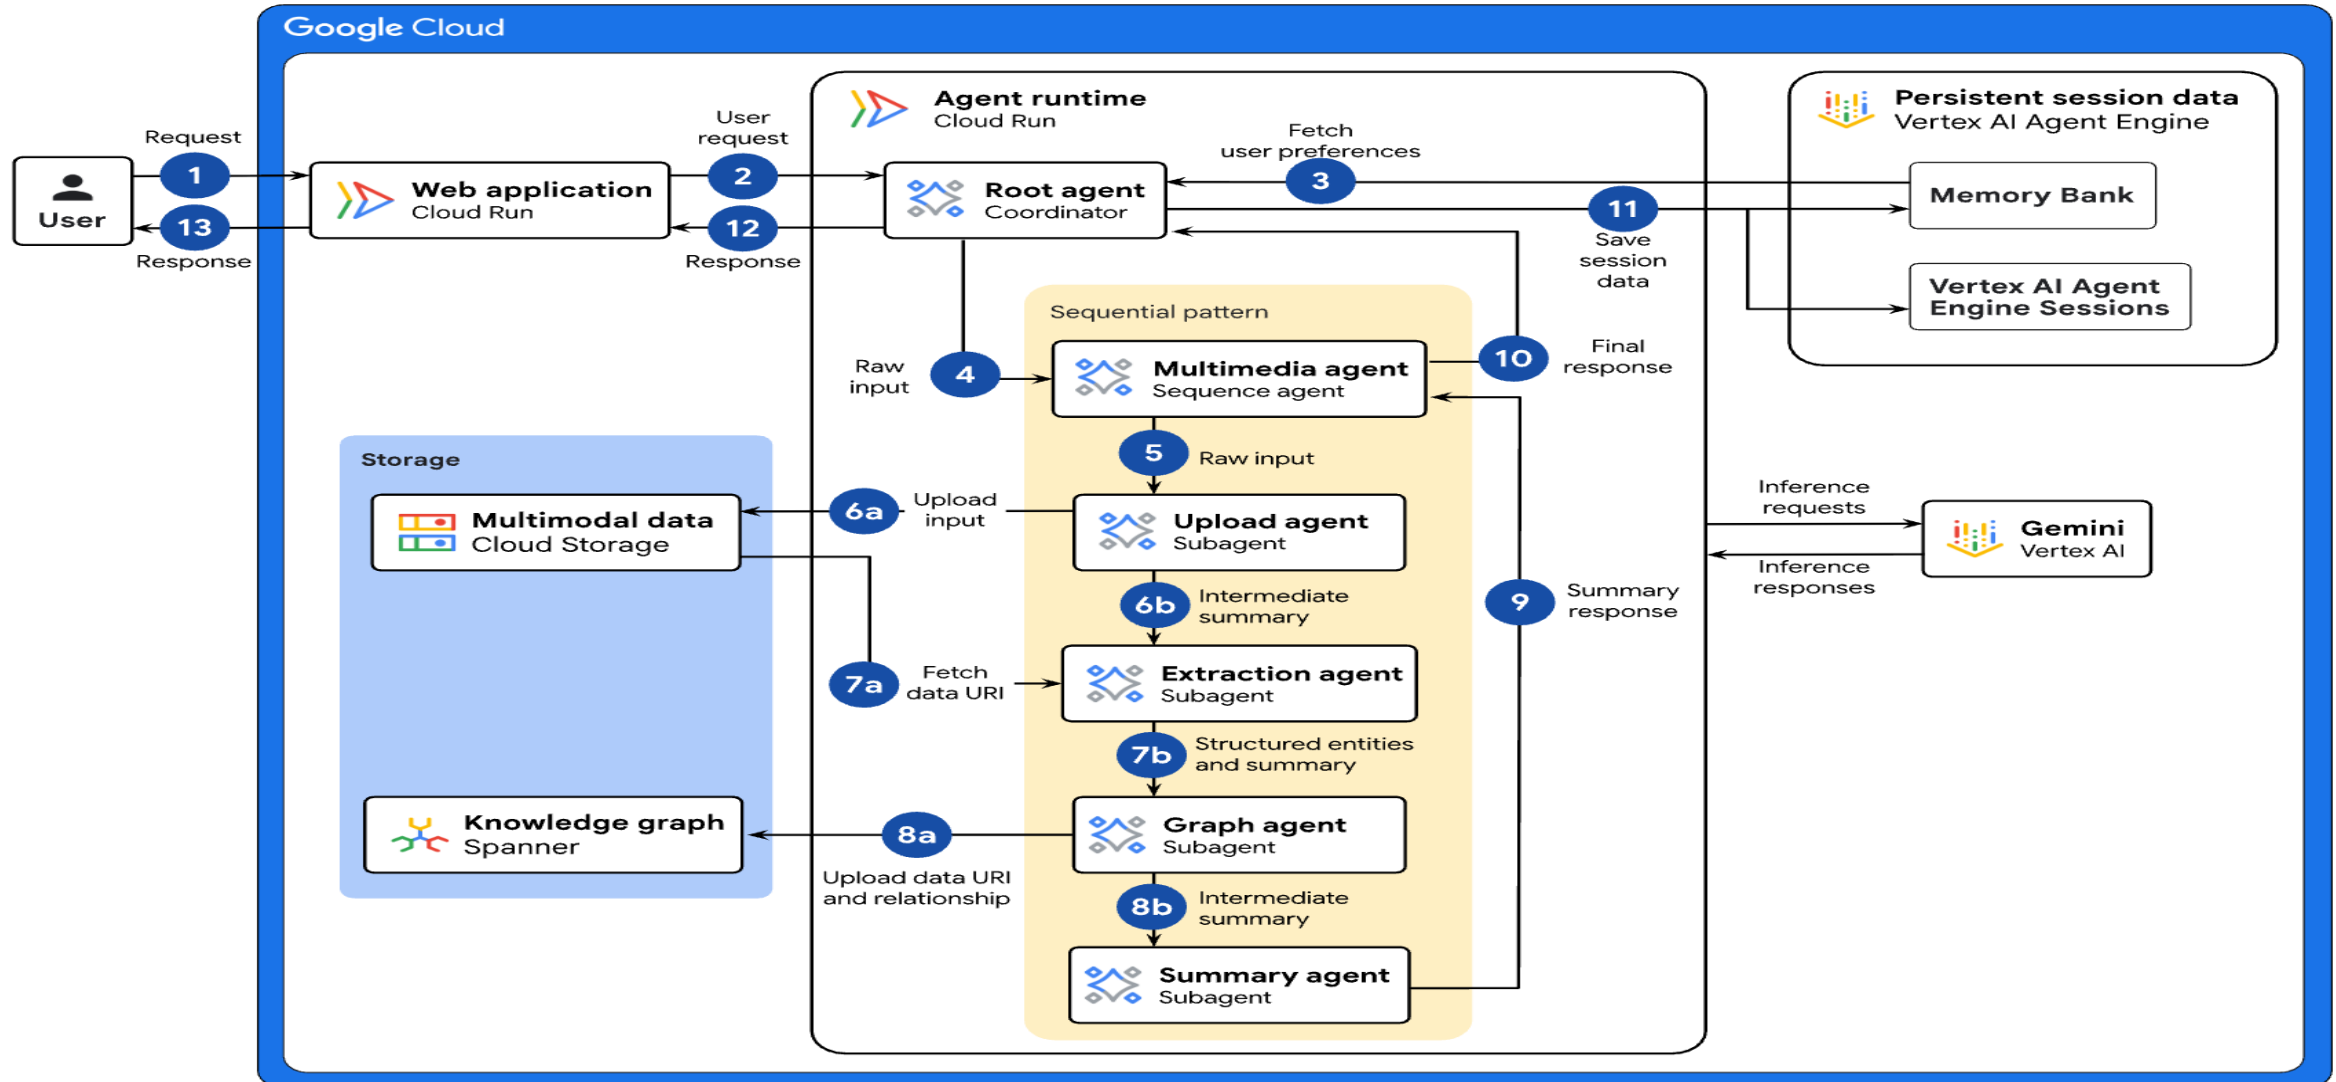 Google Cloud
Request
1
User
13
Response
Web application
Cloud Run
User
request
2
12
Response
Agent runtime
Cloud Run
Root agent
Coordinator
Fetch
user preferences
3
11
Save
session
data
Persistent session data
Vertex AI Agent Engine
Memory Bank
Vertex AI Agent
Engine Sessions
Sequential pattern
Raw
input
4
Multimedia agent
Sequence agent
10
Final
response
5
Raw input
Storage
Multimodal data
Cloud Storage
6a
Upload
input
Upload agent
Subagent
6b
Intermediate
summary
9
Summary
response
Inference
requests
Inference
responses
Gemini
Vertex AI
7a
Fetch
data URI
Extraction agent
Subagent
7b
Structured entities
and summary
Knowledge graph
Spanner
8a
Upload data URI
and relationship
Graph agent
Subagent
8b
Intermediate
summary
Summary agent
Subagent